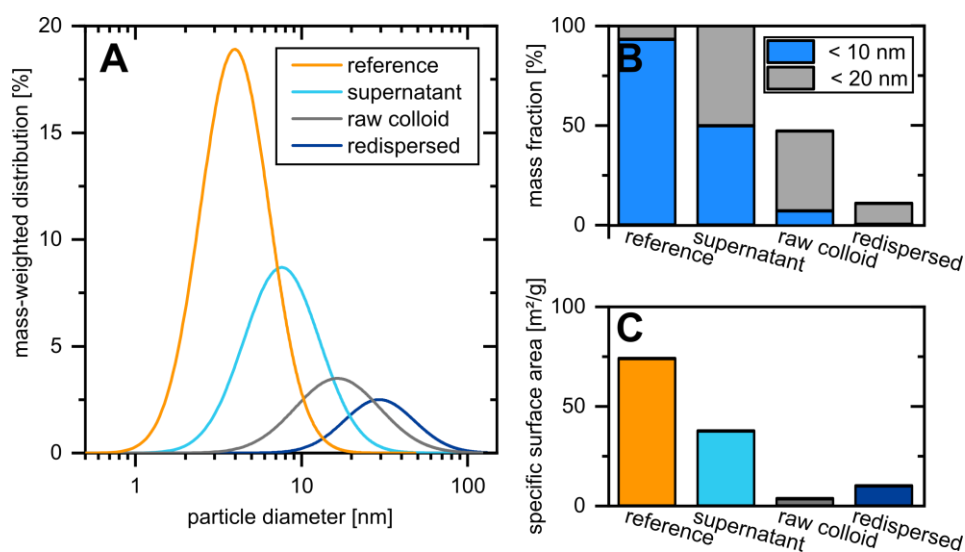 A
reference
supernatant
raw colloid
redispersed
mass-weighted distribution [%]
20
15
10
5
0
1
10
100
particle diameter [nm]
B
< 10 nm
< 20 nm
mass fraction [%]
100
50
0
reference
supernatant
raw colloid
redispersed
C
specific surface area [m²/g]
100
50
0
reference
supernatant
raw colloid
redispersed